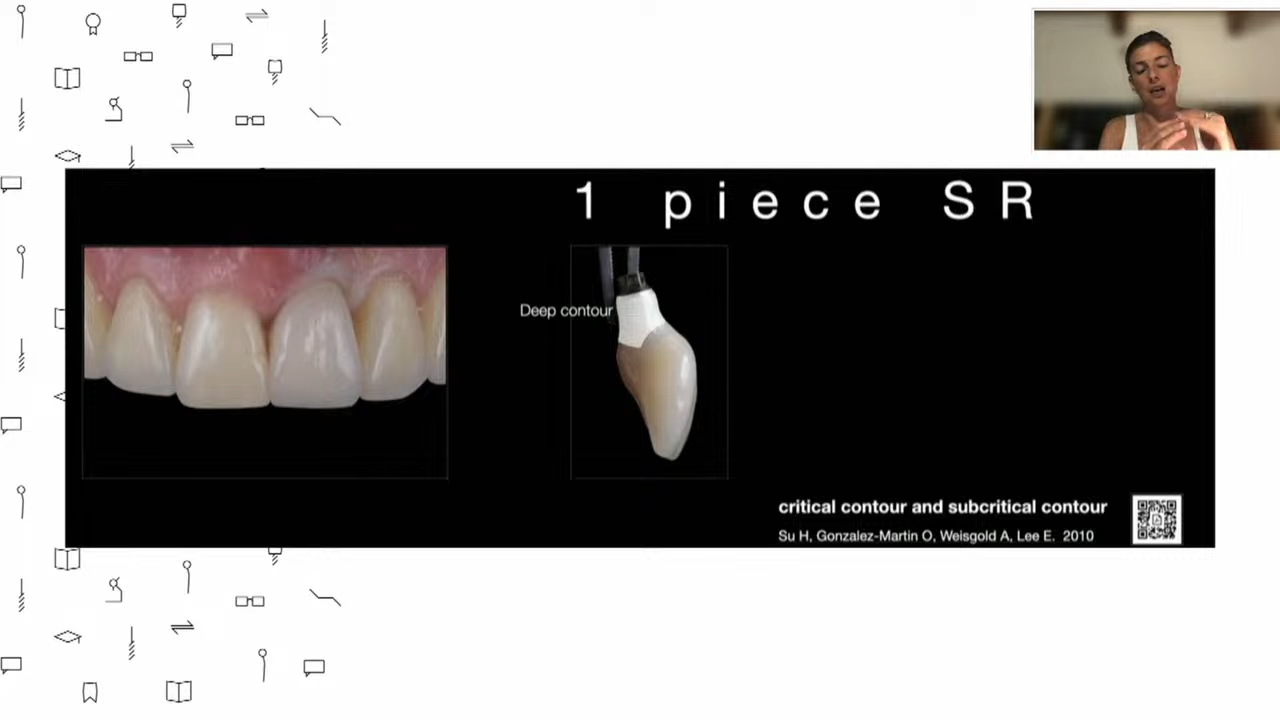 1 piece SR
Deep contour
critical contour and subcritical contour
Su H, Gonzalez-Martin O, Weisgold A, Lee E. 2010